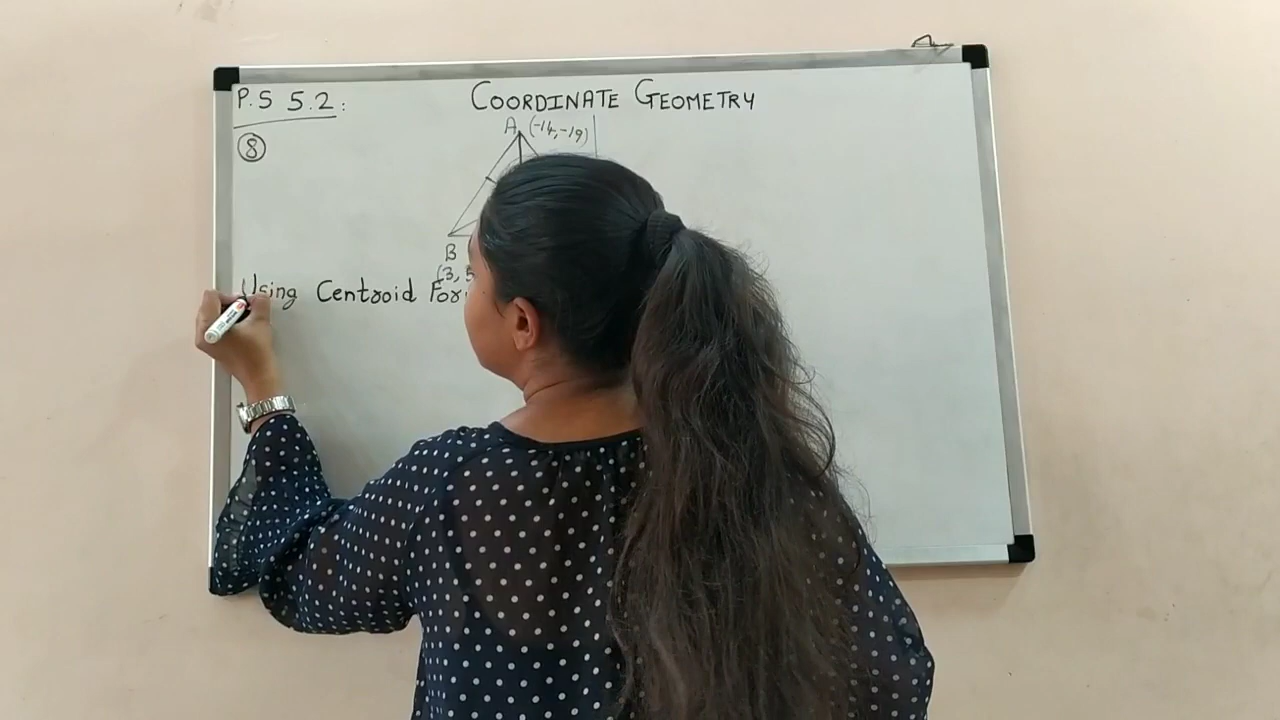 P.S 5.2:
COORDINATE GEOMETRY
⑧
A (-14,-19)
B
(3, 5
Using Centroid For